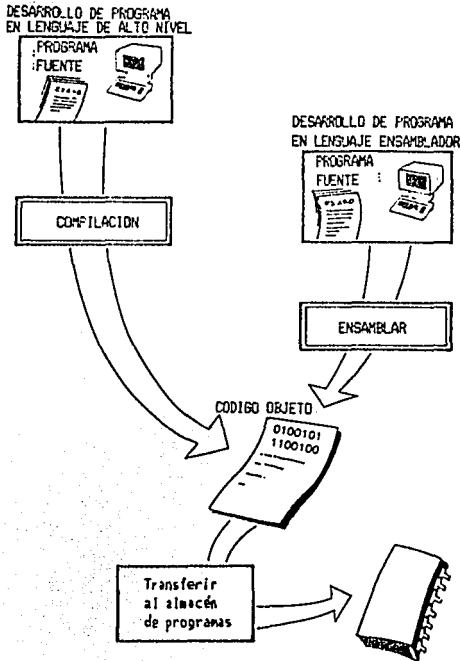 DESARROLLO DE PROGRAMA
EN LENGUAJE DE ALTO NIVEL
PROGRAMA
FUENTE
COMPILACION
DESARROLLO DE PROGRAMA
EN LENGUAJE ENSAMBLADOR
PROGRAMA
FUENTE :
ENSAMBLAR
CODIGO OBJETO
0100101
1100100
Transferir
al almacén
de programas